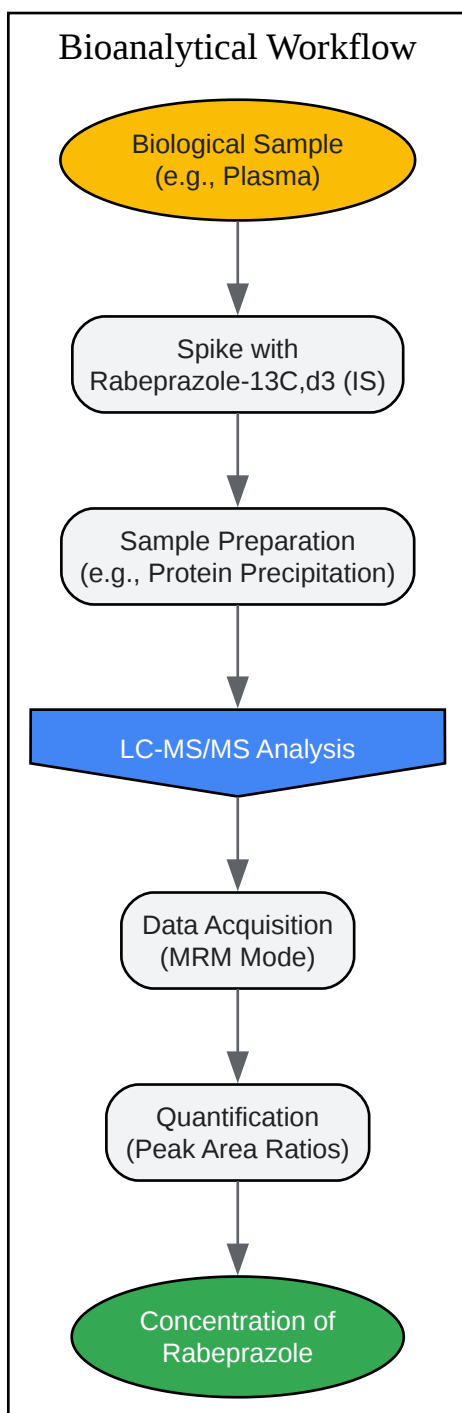 Bioanalytical Workflow
Biological Sample
(e.g., Plasma)
Spike with
Rabeprazole-13C,d3 (IS)
Sample Preparation
(e.g., Protein Precipitation)
LC-MS/MS Analysis
Data Acquisition
(MRM Mode)
Quantification
(Peak Area Ratios)
Concentration of
Rabeprazole